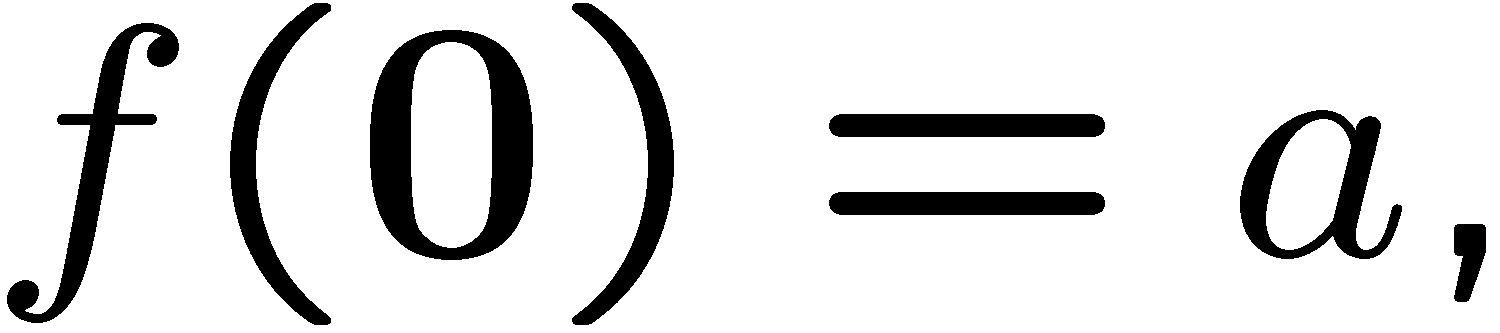 f(0) = a,